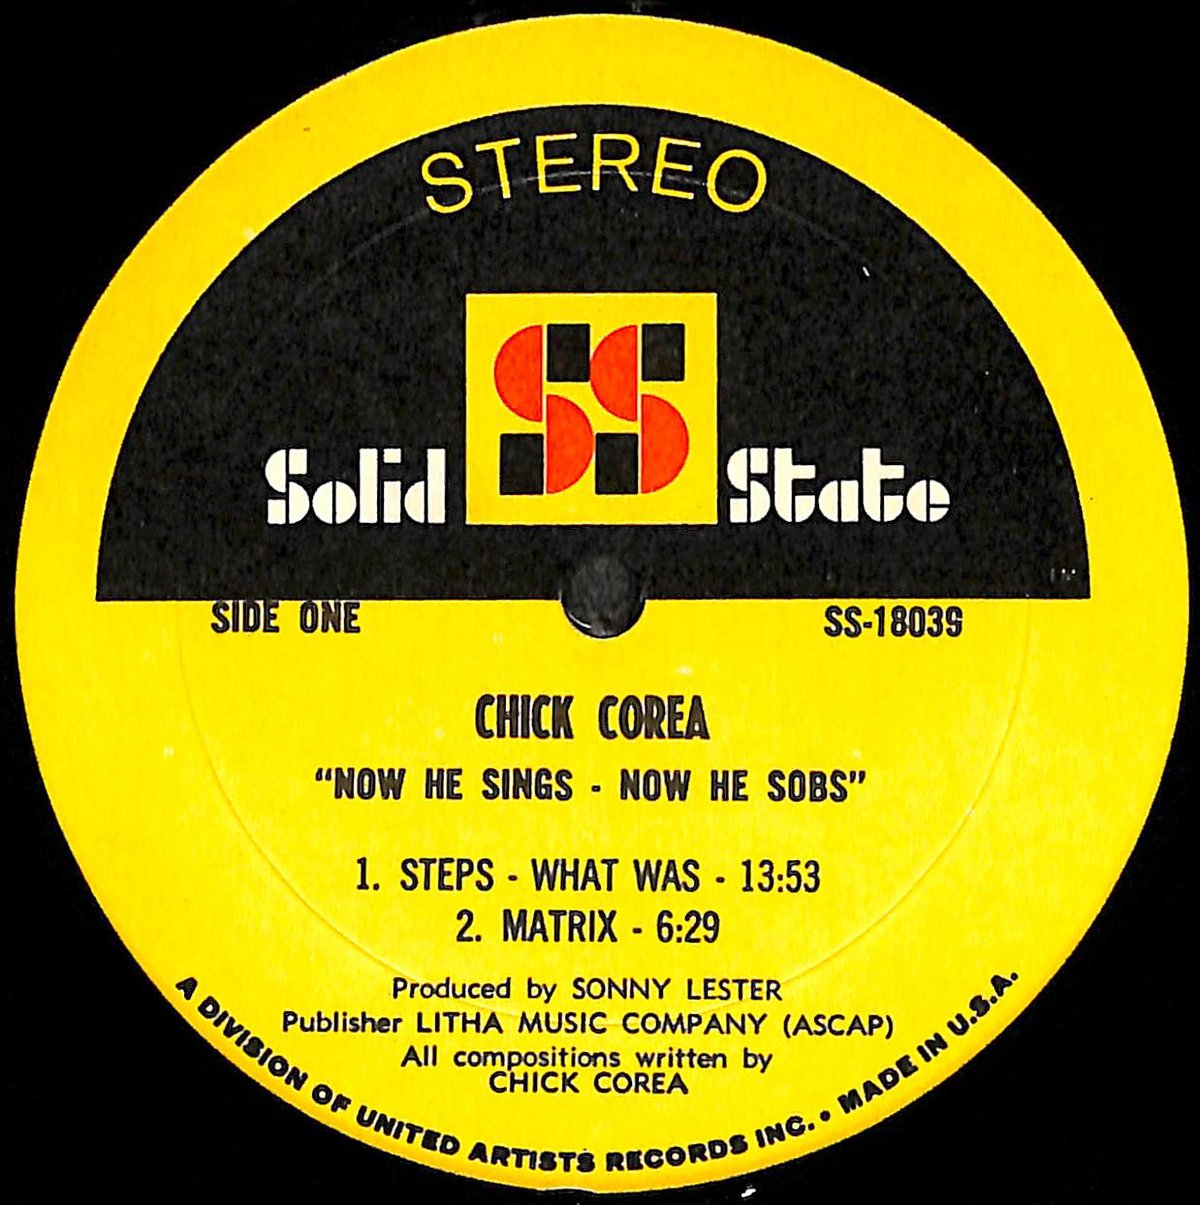 STEREO
Solid SS State
SIDE ONE
SS-18039
CHICK COREA
"NOW HE SINGS - NOW HE SOBS"
1. STEPS - WHAT WAS - 13:53
2. MATRIX - 6:29
Produced by SONNY LESTER
Publisher LITHA MUSIC COMPANY (ASCAP)
All compositions written by
CHICK COREA
A DIVISION OF UNITED ARTISTS RECORDS INC. • MADE IN U.S.A.